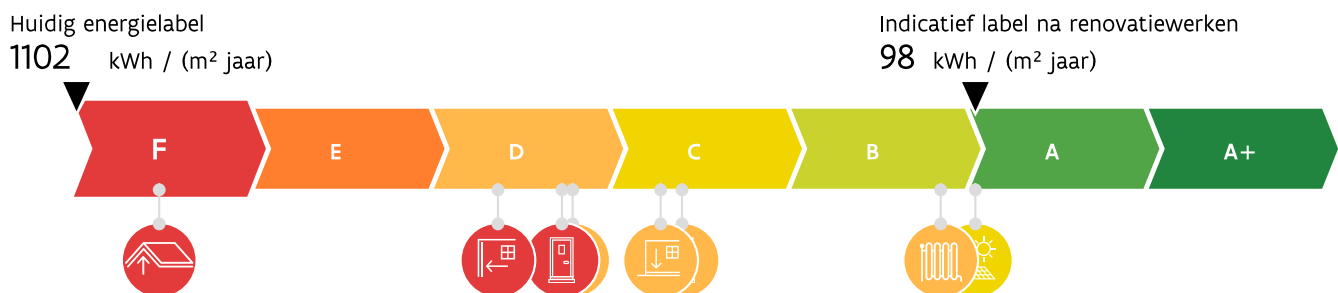 Huidig energielabel
1102 kWh / (m² jaar)
Indicatief label na renovatiewerken
98 kWh / (m² jaar)
F E D C B A A+